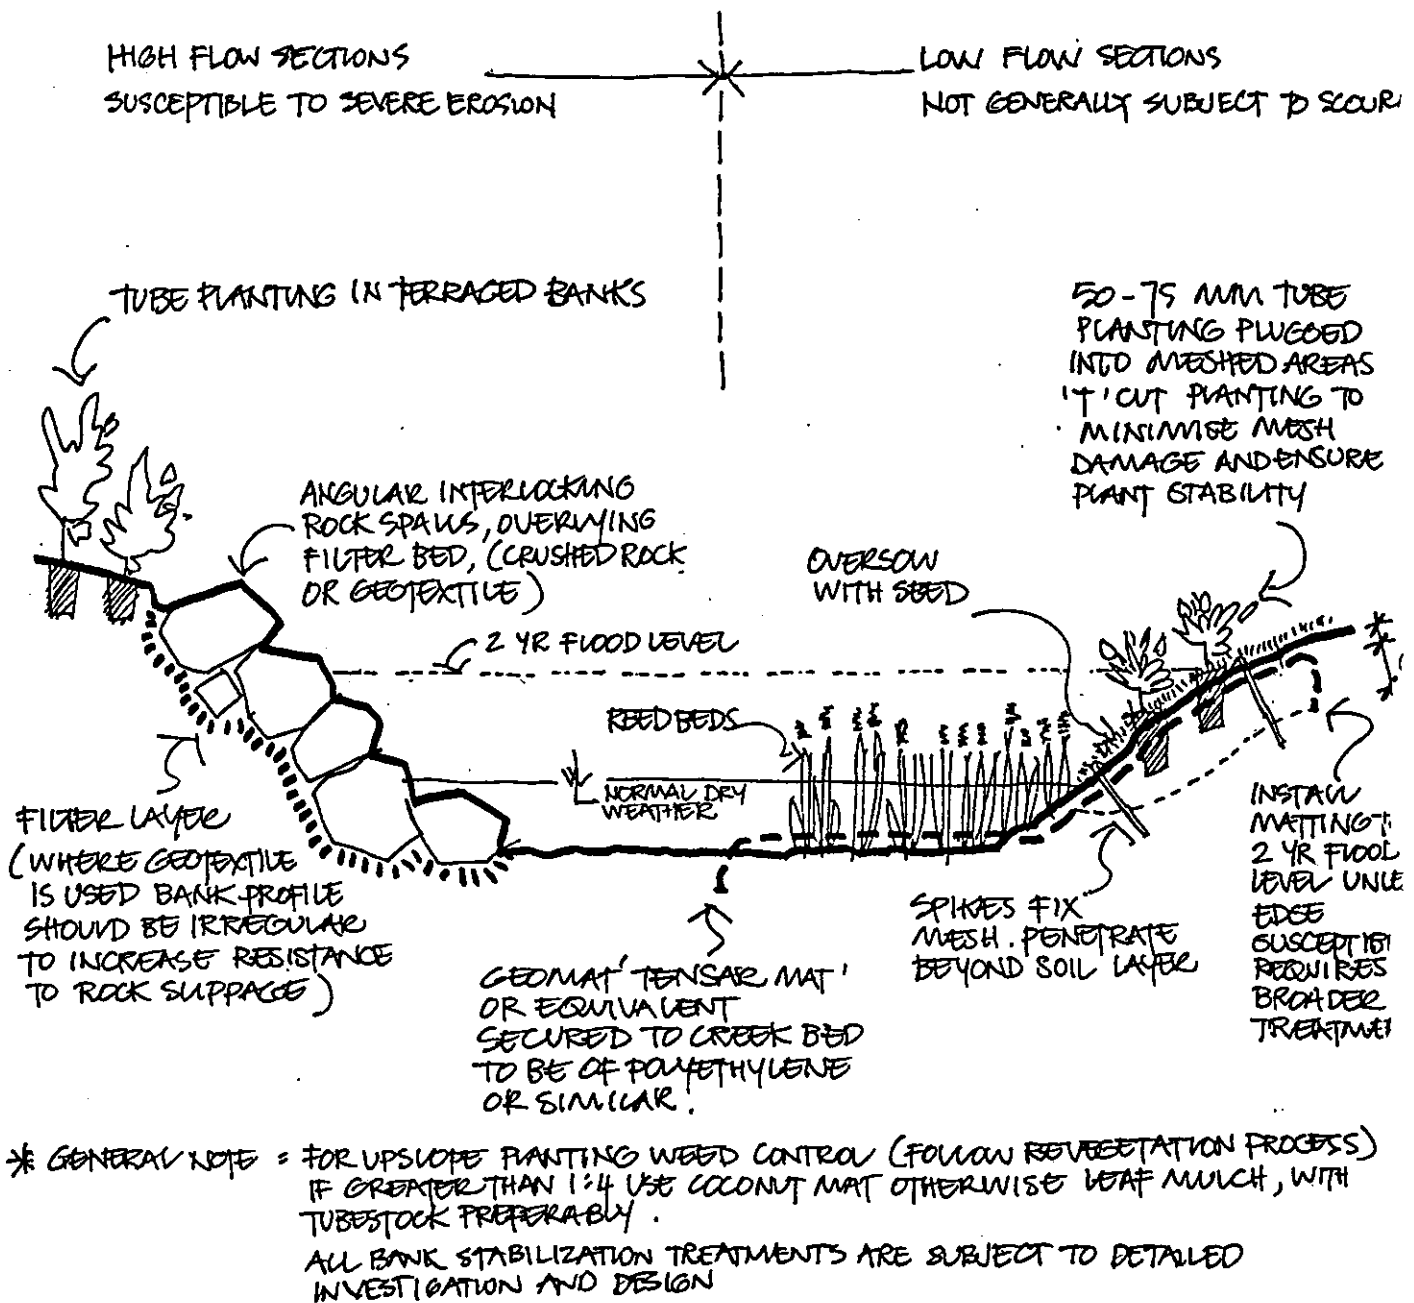 HIGH FLOW SECTIONS
SUSCEPTIBLE TO SEVERE EROSION
LOW FLOW SECTIONS
NOT GENERALLY SUBJECT TO SCOUR
TUBE PLANTING IN TERRACED BANKS
50-75 MM TUBE
PLANTING PLUGGED
INTO MESHED AREAS
'T' CUT PLANTING TO
MINIMISE MESH
DAMAGE AND ENSURE
PLANT STABILITY
ANGULAR INTERLOCKING
ROCK SPALLS, OVERLYING
FILTER BED, (CRUSHED ROCK
OR GEOTEXTILE)
OVERSOW
WITH SEED
2 YR FLOOD LEVEL
REED BEDS
NORMAL DRY
WEATHER
FILTER LAYER
(WHERE GEOTEXTILE
IS USED BANK PROFILE
SHOULD BE IRREGULAR
TO INCREASE RESISTANCE
TO ROCK SLIPPAGE)
GEOMAT 'TENSAR MAT'
OR EQUIVALENT
SECURED TO CREEK BED
TO BE OF POLYETHYLENE
OR SIMILAR.
SPIKES FIX
MESH. PENETRATE
BEYOND SOIL LAYER
INSTALL
MATTING T
2 YR FLOOD
LEVEL UNLE
EDGE
SUSCEPTIBI
REQUIRES
BROADER
TREATMEN
* GENERAL NOTE = FOR UPSLOPE PLANTING WEED CONTROL (FOLLOW REVEGETATION PROCESS)
IF GREATER THAN 1:4 USE COCONUT MAT OTHERWISE LEAF MULCH, WITH
TUBESTOCK PREFERABLY.
ALL BANK STABILIZATION TREATMENTS ARE SUBJECT TO DETAILED
INVESTIGATION AND DESIGN